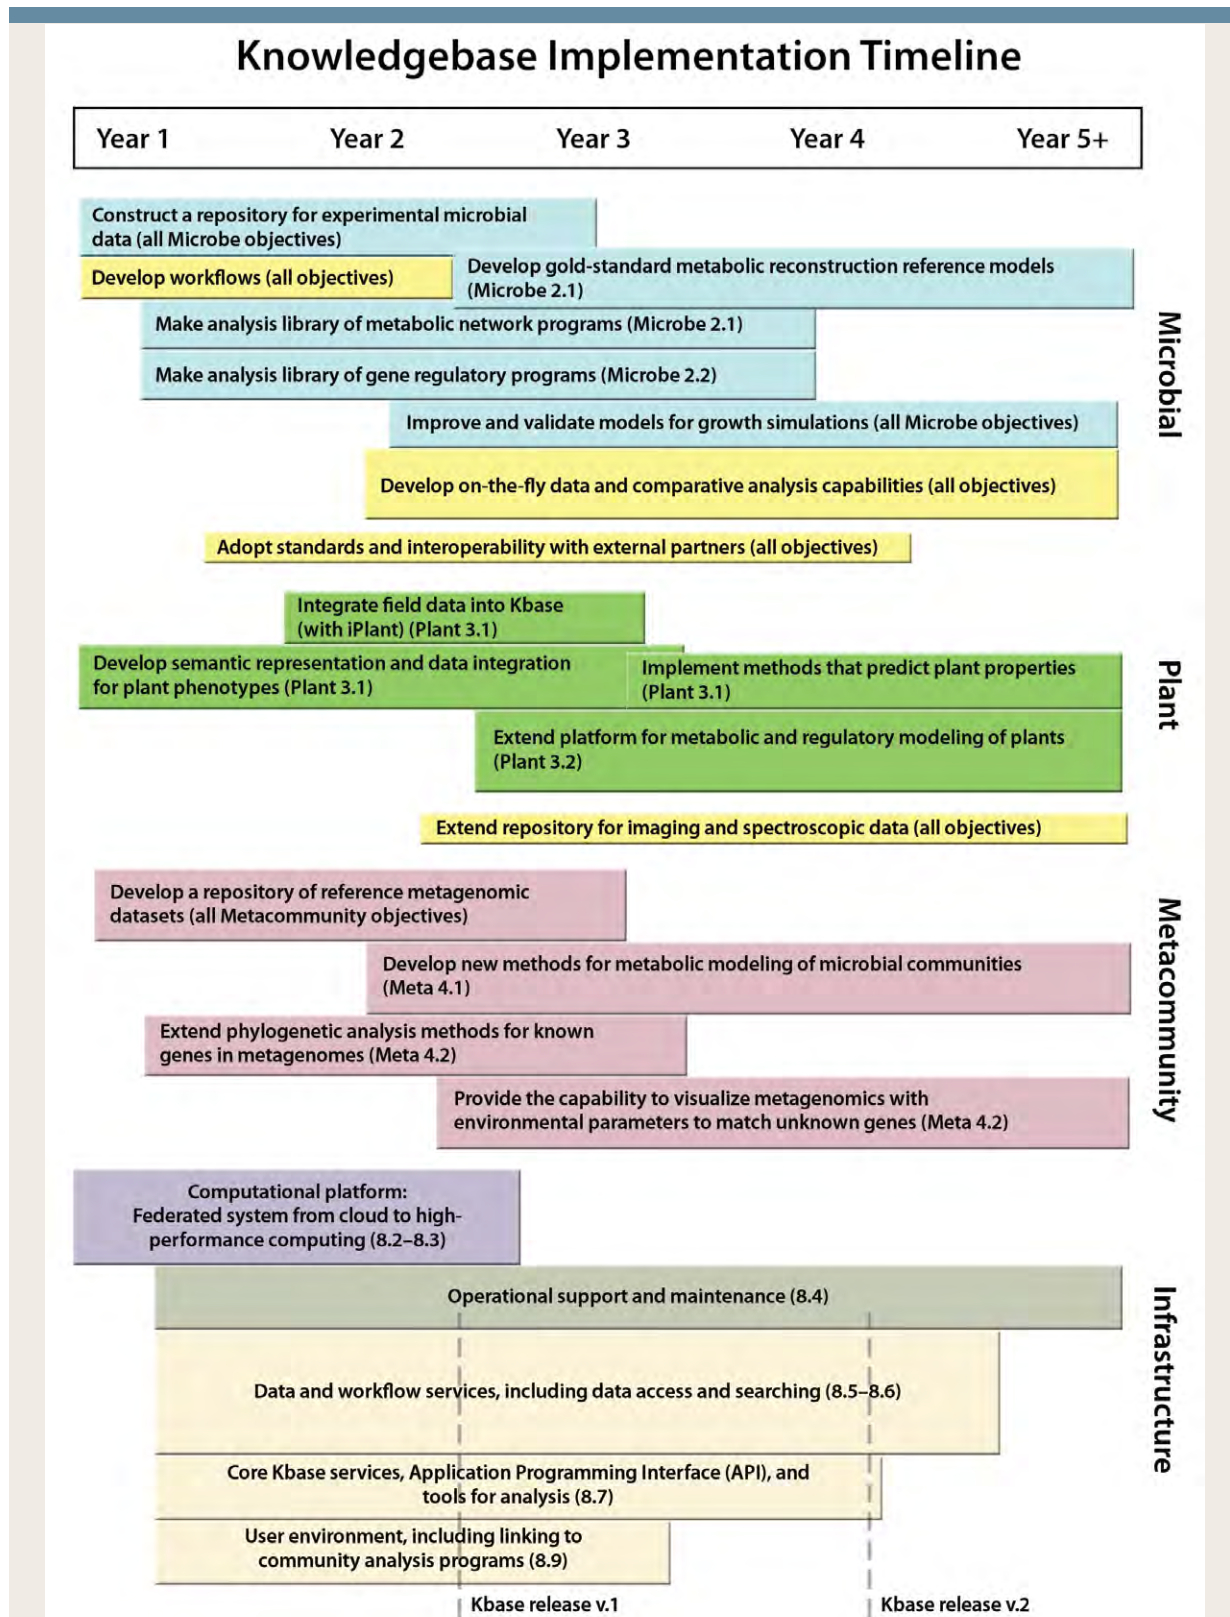 Knowledgebase Implementation Timeline
Year 1 Year 2 Year 3 Year 4 Year 5+
Construct a repository for experimental microbial
data (all Microbe objectives)
Develop workflows (all objectives)
Develop gold-standard metabolic reconstruction reference models
(Microbe 2.1)
Make analysis library of metabolic network programs (Microbe 2.1)
Make analysis library of gene regulatory programs (Microbe 2.2)
Improve and validate models for growth simulations (all Microbe objectives)
Develop on-the-fly data and comparative analysis capabilities (all objectives)
Adopt standards and interoperability with external partners (all objectives)
Microbial
Integrate field data into Kbase
(with iPlant) (Plant 3.1)
Develop semantic representation and data integration
for plant phenotypes (Plant 3.1)
Implement methods that predict plant properties
(Plant 3.1)
Extend platform for metabolic and regulatory modeling of plants
(Plant 3.2)
Extend repository for imaging and spectroscopic data (all objectives)
Plant
Develop a repository of reference metagenomic
datasets (all Metacommunity objectives)
Develop new methods for metabolic modeling of microbial communities
(Meta 4.1)
Extend phylogenetic analysis methods for known
genes in metagenomes (Meta 4.2)
Provide the capability to visualize metagenomics with
environmental parameters to match unknown genes (Meta 4.2)
Metacommunity
Computational platform:
Federated system from cloud to high-
performance computing (8.2–8.3)
Operational support and maintenance (8.4)
Data and workflow services, including data access and searching (8.5–8.6)
Core Kbase services, Application Programming Interface (API), and
tools for analysis (8.7)
User environment, including linking to
community analysis programs (8.9)
Infrastructure
Kbase release v.1
Kbase release v.2